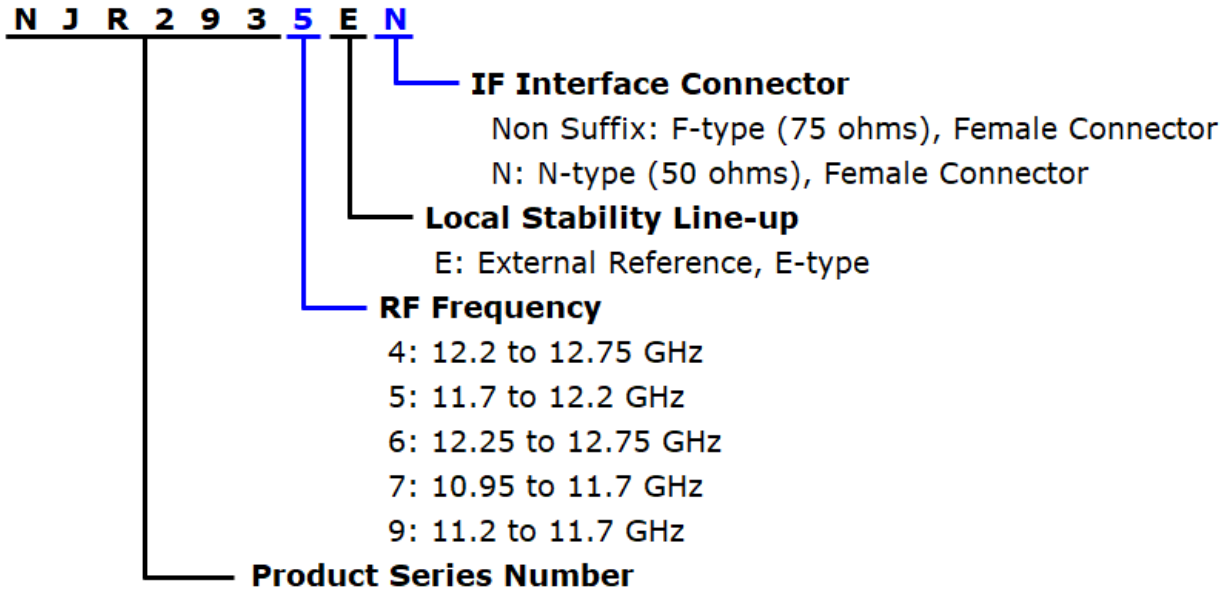 N J R 2 9 3 5 E N
IF Interface Connector
Non Suffix: F-type (75 ohms), Female Connector
N: N-type (50 ohms), Female Connector
Local Stability Line-up
E: External Reference, E-type
RF Frequency
4: 12.2 to 12.75 GHz
5: 11.7 to 12.2 GHz
6: 12.25 to 12.75 GHz
7: 10.95 to 11.7 GHz
9: 11.2 to 11.7 GHz
Product Series Number